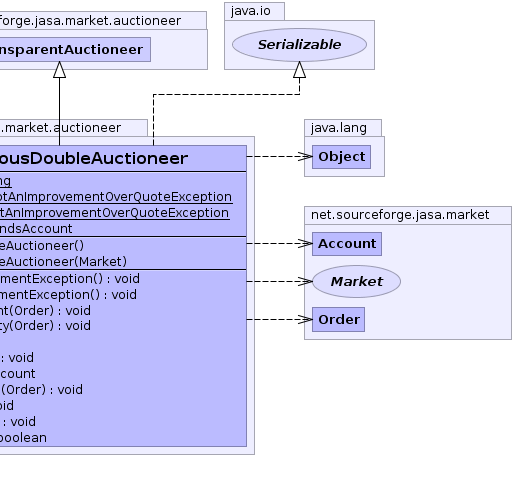 forge.jasa.market.auctioneer
java.io
nsparentAuctioneer
Serializable
.market.auctioneer
java.lang
ousDoubleAuctioneer
Object
ng
otAnImprovementOverQuoteException
tAnImprovementOverQuoteException
ndsAccount
net.sourceforge.jasa.market
eAuctioneer()
Account
eAuctioneer(Market)
mentException() : void
Market
mentException() : void
nt(Order) : void
Order
ty(Order) : void
: void
count
(Order) : void
oid
: void
boolean